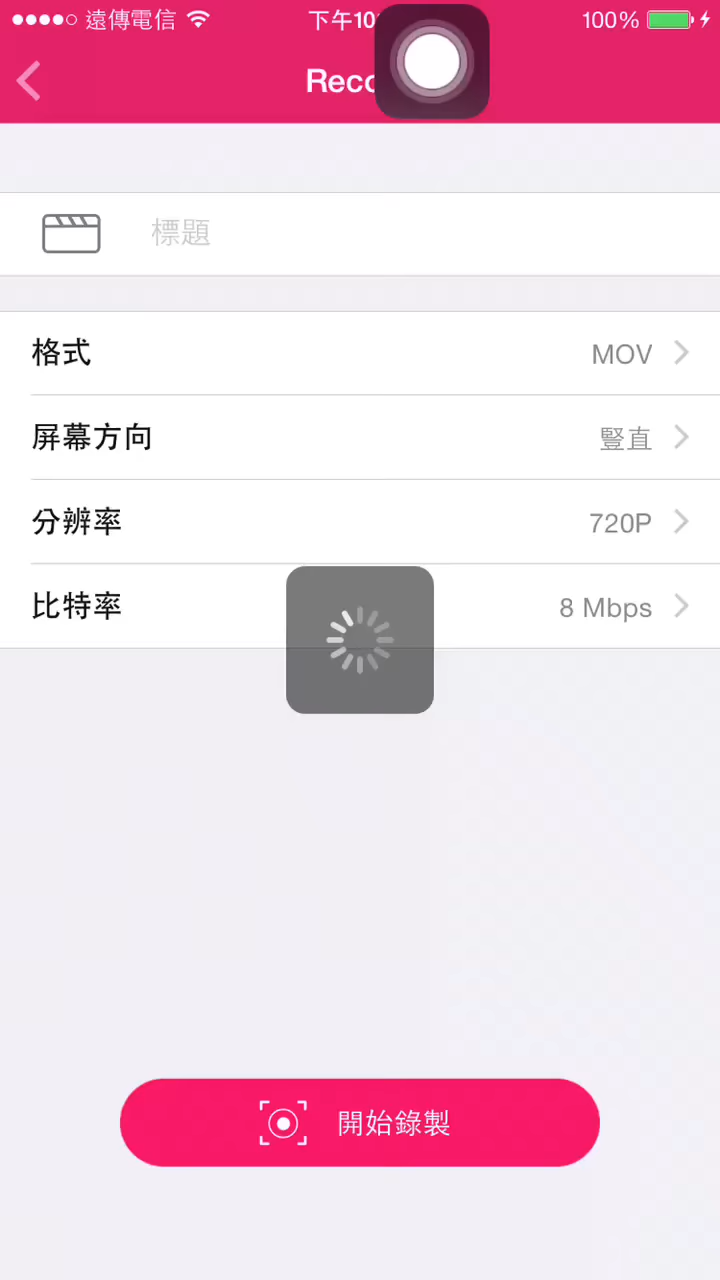 遠傳電信 下午10 100%
Reco
標題
格式 MOV
屏幕方向 豎直
分辨率 720P
比特率 8 Mbps
開始錄製